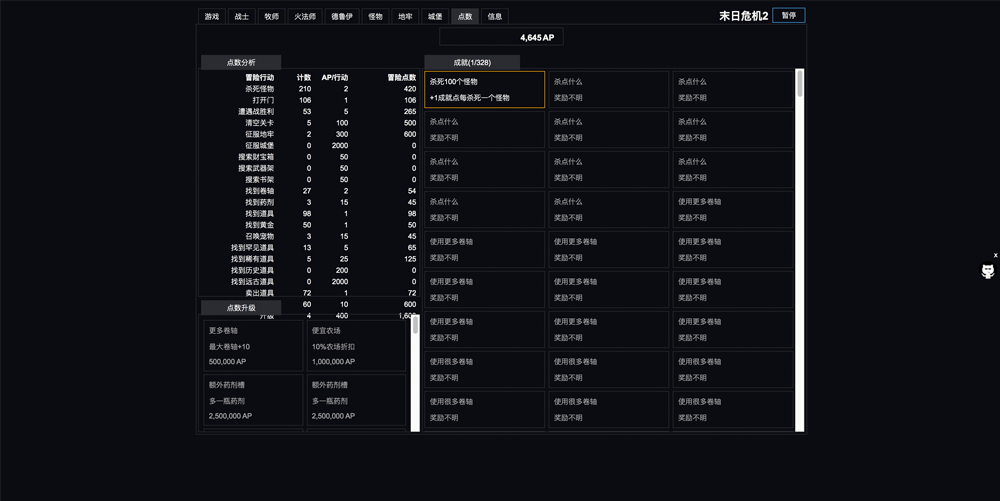 游戏 战士 牧师 火法师 德鲁伊 怪物 地牢 城堡 点数 信息 末日危机2 暂停
4,645 AP
点数分析
冒险行动 计数 AP/行动 冒险点数
杀死怪物 210 2 420
打开门 106 1 106
遭遇战胜利 53 5 265
清空关卡 5 100 500
征服地牢 2 300 600
征服城堡 0 2000 0
搜索财宝箱 0 50 0
搜索武器架 0 50 0
搜索书架 0 50 0
找到卷轴 27 2 54
找到药剂 3 15 45
找到道具 98 1 98
找到黄金 50 1 50
召唤宠物 3 15 45
找到罕见道具 13 5 65
找到稀有道具 5 25 125
找到历史道具 0 200 0
找到远古道具 0 2000 0
卖出道具 72 1 72
60 10 600
4 400
点数升级
更多卷轴
最大卷轴+10
500,000 AP
便宜农场
10%农场折扣
1,000,000 AP
额外药剂槽
多一瓶药剂
2,500,000 AP
额外药剂槽
多一瓶药剂
2,500,000 AP
成就(1/328)
杀死100个怪物
+1成就点每杀死一个怪物
杀点什么
奖励不明
杀点什么
奖励不明
杀点什么
奖励不明
杀点什么
奖励不明
杀点什么
奖励不明
杀点什么
奖励不明
杀点什么
奖励不明
杀点什么
奖励不明
杀点什么
奖励不明
杀点什么
奖励不明
使用更多卷轴
奖励不明
使用更多卷轴
奖励不明
使用更多卷轴
奖励不明
使用更多卷轴
奖励不明
使用更多卷轴
奖励不明
使用更多卷轴
奖励不明
使用更多卷轴
奖励不明
使用更多卷轴
奖励不明
使用更多卷轴
奖励不明
使用更多卷轴
奖励不明
使用很多卷轴
奖励不明
使用很多卷轴
奖励不明
使用很多卷轴
奖励不明
使用很多卷轴
奖励不明
使用很多卷轴
奖励不明
使用很多卷轴
奖励不明
x